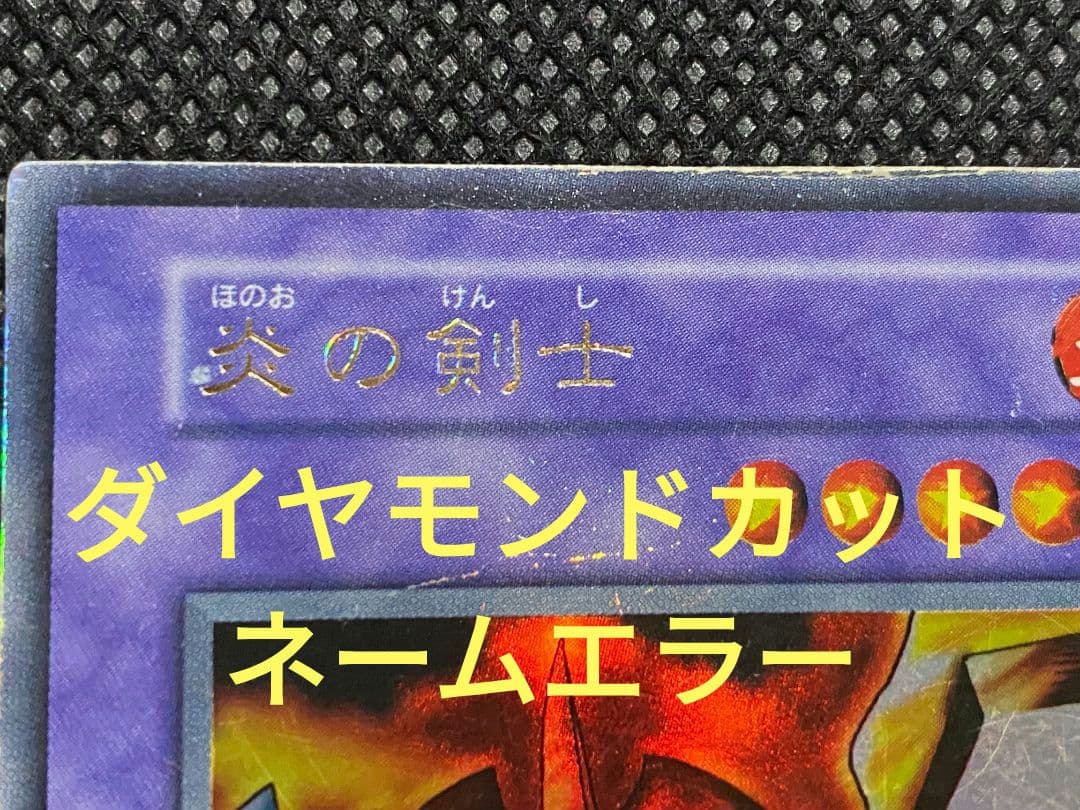 ほのお けん し
炎の剣士
ダイヤモンドカット
ネームエラー